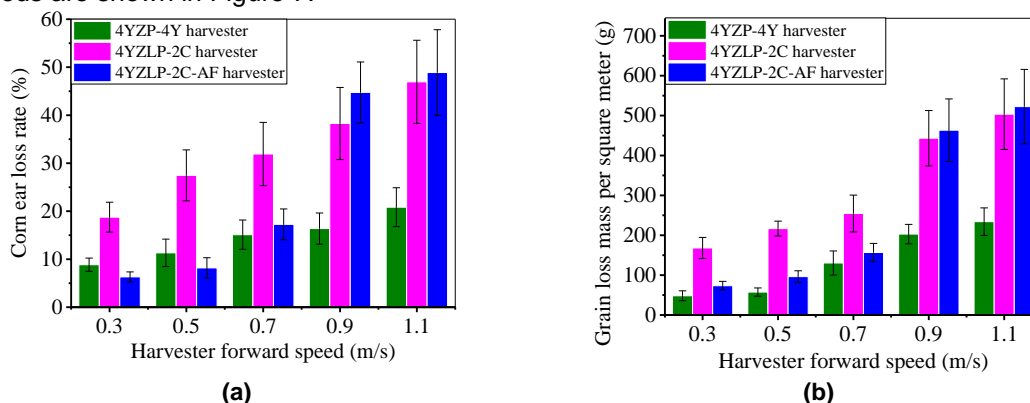 60
50
40
30
20
10
0
Corn ear loss rate (%)
4YZP-4Y harvester
4YZLP-2C harvester
4YZLP-2C-AF harvester
0.3 0.5 0.7 0.9 1.1
Harvester forward speed (m/s)
(a)
700
600
500
400
300
200
100
0
Grain loss mass per square meter (g)
4YZP-4Y harvester
4YZLP-2C harvester
4YZLP-2C-AF harvester
0.3 0.5 0.7 0.9 1.1
Harvester forward speed (m/s)
(b)